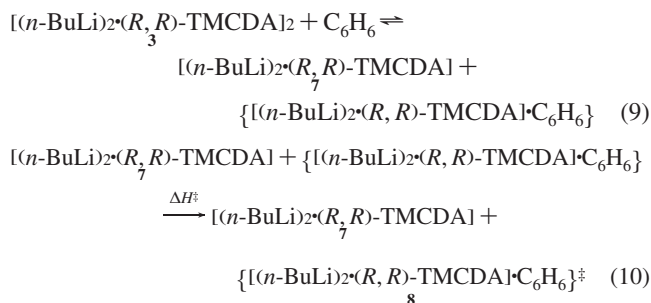 [(n-BuLi)₂•(R, R)-TMCDA]₂ + C₆H₆ ⇌
3
[(n-BuLi)₂•(R, R)-TMCDA] +
7
{[(n-BuLi)₂•(R, R)-TMCDA]•C₆H₆} (9)
[(n-BuLi)₂•(R, R)-TMCDA] + {[(n-BuLi)₂•(R, R)-TMCDA]•C₆H₆}
7
ΔH‡
→ [(n-BuLi)₂•(R, R)-TMCDA] +
7
{[(n-BuLi)₂•(R, R)-TMCDA]•C₆H₆}‡ (10)
8